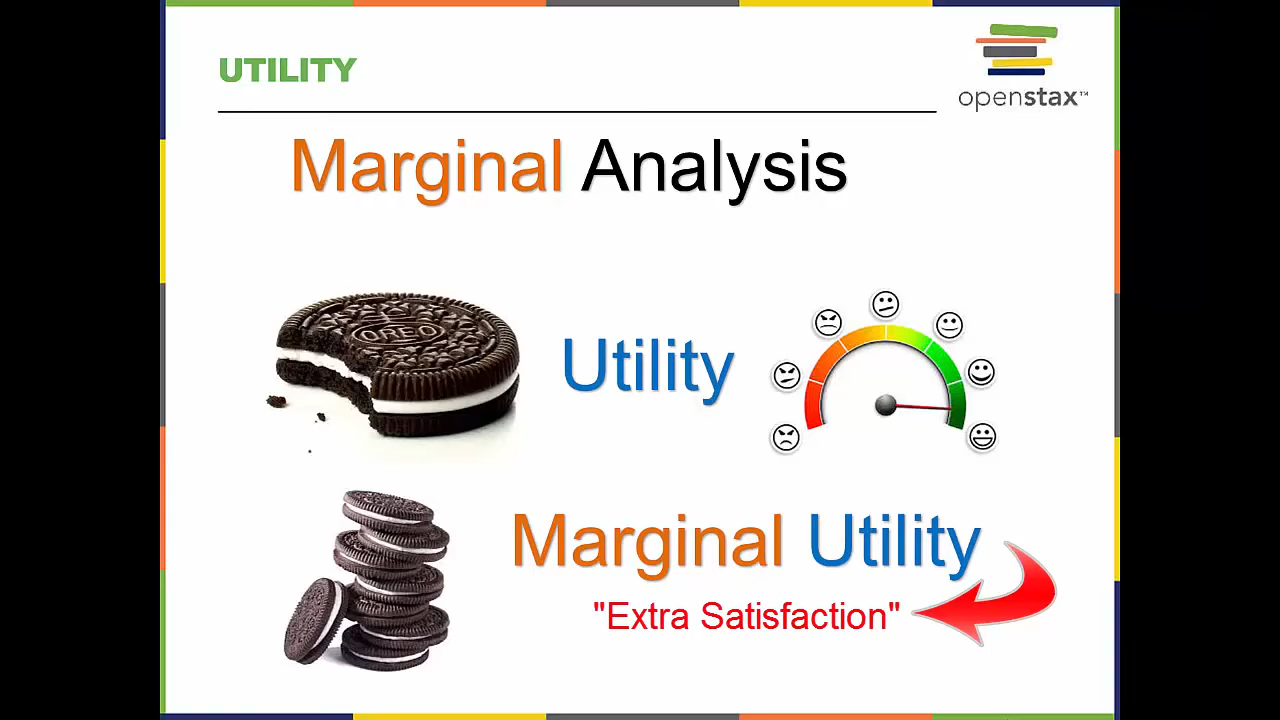 UTILITY
openstax™
Marginal Analysis
OREO
Utility
Marginal Utility
"Extra Satisfaction"